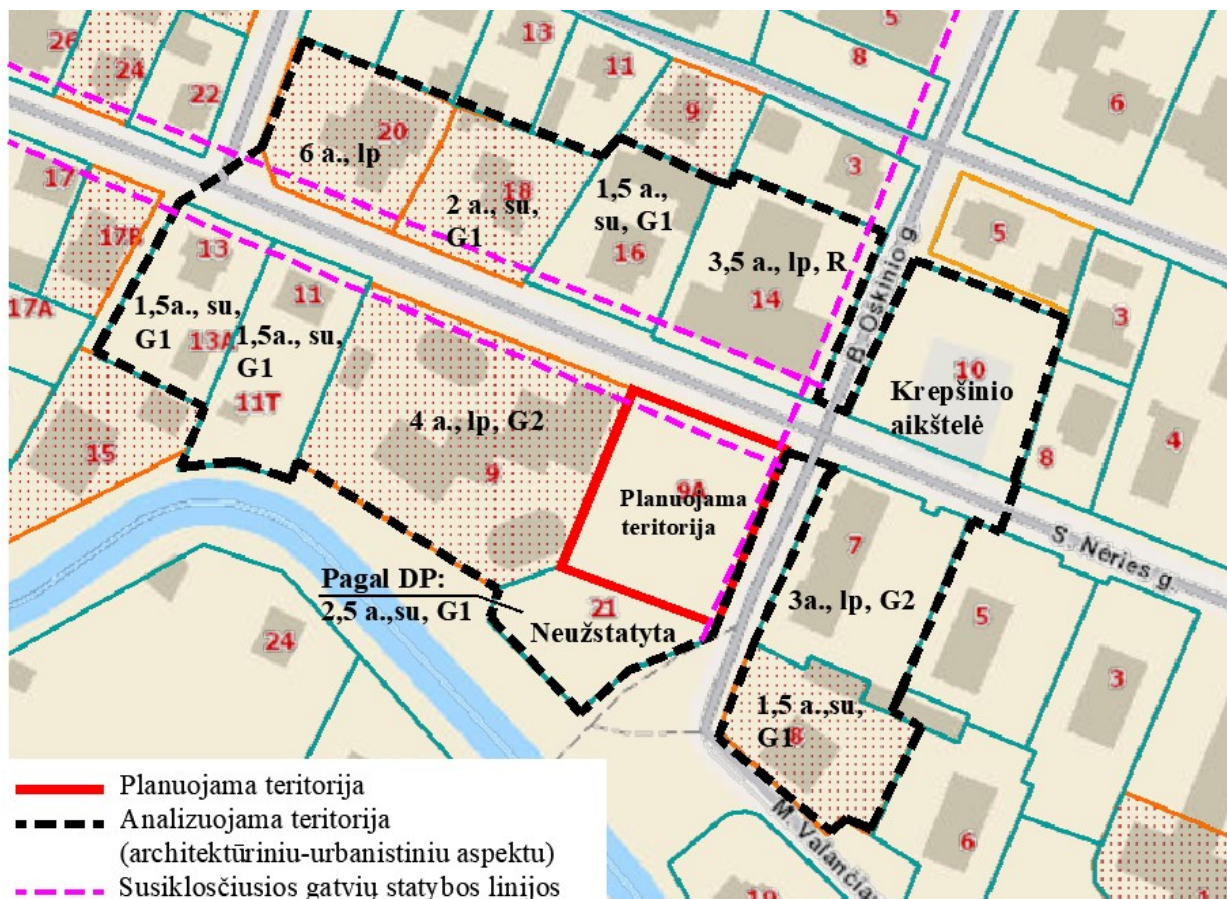 26
24
22
13
11
9
5
8
6
20
6 a., lp
18
2 a., su,
G1
1,5 a.,
su, G1
16
3
3,5 a., lp, R
14
B. Oškinio g.
5
3
17
17B
13
17A
1,5a., su,
G1
13A
11
1,5a., su,
G1
11T
15
4 a., lp, G2
9
9A
Planuojama
teritorija
10
Krepšinio
aikštelė
8
4
S. Nėries g.
7
3a., lp, G2
5
3
Pagal DP:
2,5 a.,su, G1
21
Neužstatyta
24
1,5 a.,su,
G1
8
6
M. Valančiaus
19
1
Planuojama teritorija
Analizuojama teritorija
(architektūriniu-urbanistiniu aspektu)
Susiklosčiusios gatvių statybos linijos